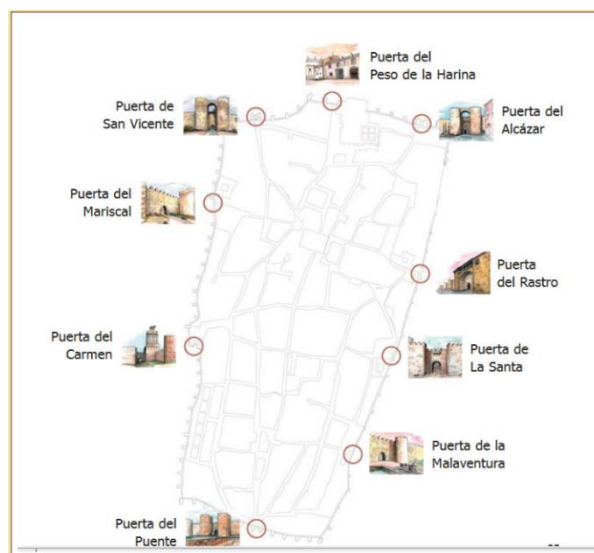 Puerta del
Peso de la Harina
Puerta de
San Vicente
Puerta del
Alcázar
Puerta del
Mariscal
Puerta
del Rastro
Puerta del
Carmen
Puerta de
La Santa
Puerta de la
Malaventura
Puerta del
Puente